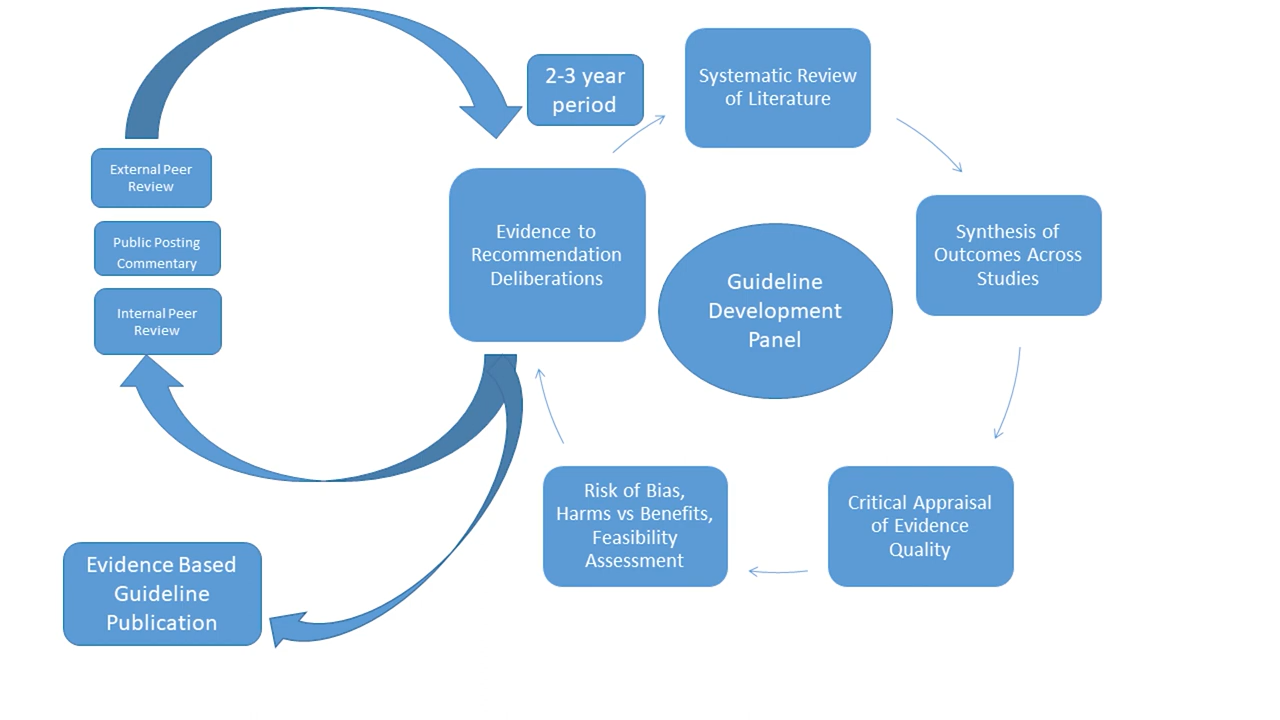 2-3 year
period
Systematic Review
of Literature
External Peer
Review
Public Posting
Commentary
Internal Peer
Review
Evidence to
Recommendation
Deliberations
Guideline
Development
Panel
Synthesis of
Outcomes Across
Studies
Risk of Bias,
Harms vs Benefits,
Feasibility
Assessment
Critical Appraisal
of Evidence
Quality
Evidence Based
Guideline
Publication